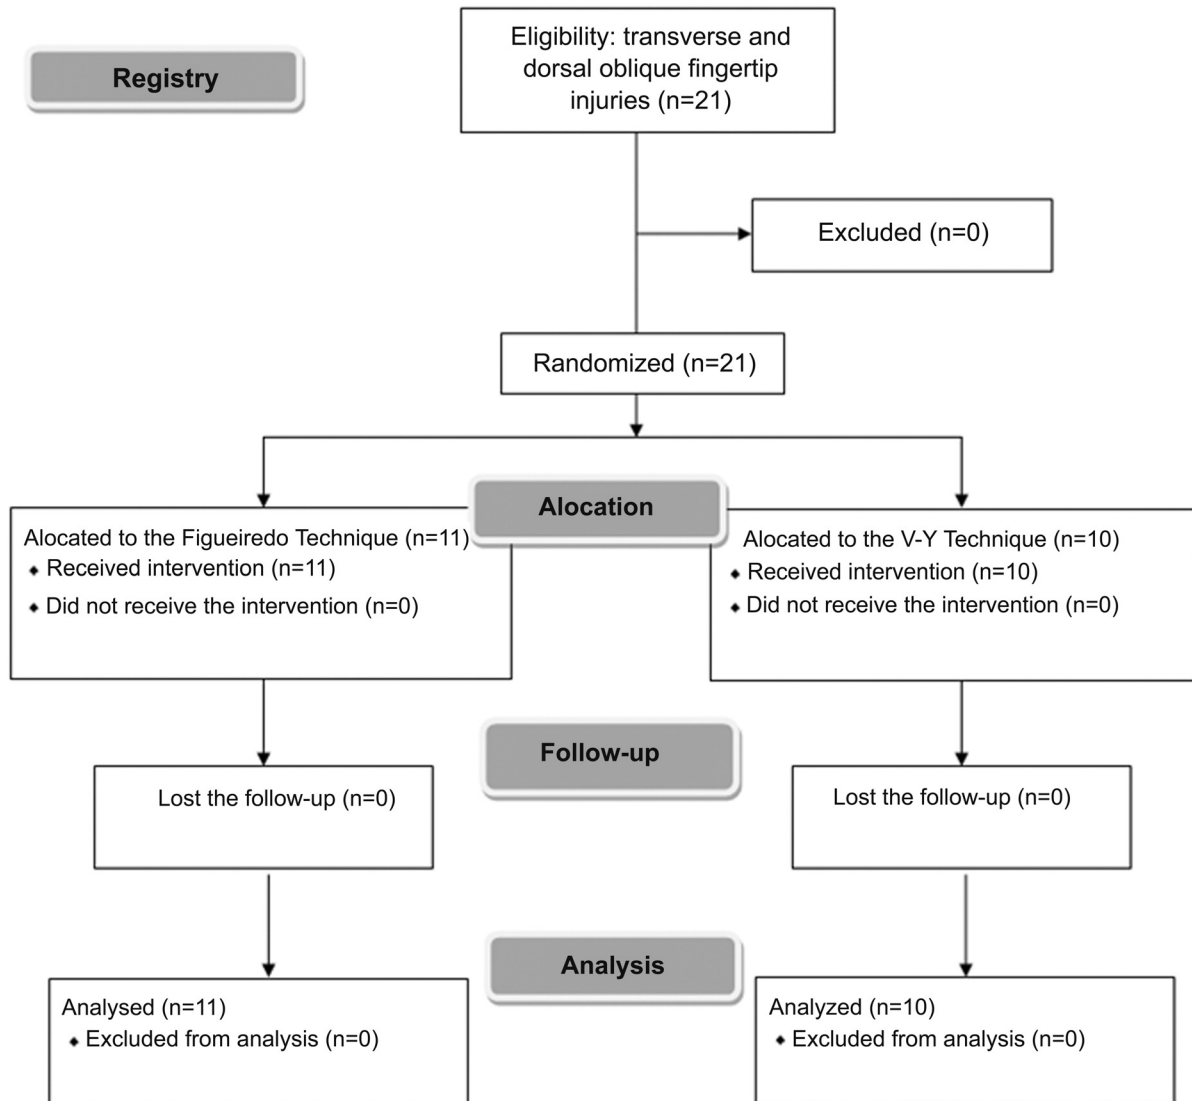 Registry
Eligibility: transverse and
dorsal oblique fingertip
injuries (n=21)
Excluded (n=0)
Randomized (n=21)
Alocation
Alocated to the Figueiredo Technique (n=11)
⬥ Received intervention (n=11)
⬥ Did not receive the intervention (n=0)
Alocated to the V-Y Technique (n=10)
⬥ Received intervention (n=10)
⬥ Did not receive the intervention (n=0)
Follow-up
Lost the follow-up (n=0)
Lost the follow-up (n=0)
Analysis
Analysed (n=11)
⬥ Excluded from analysis (n=0)
Analyzed (n=10)
⬥ Excluded from analysis (n=0)